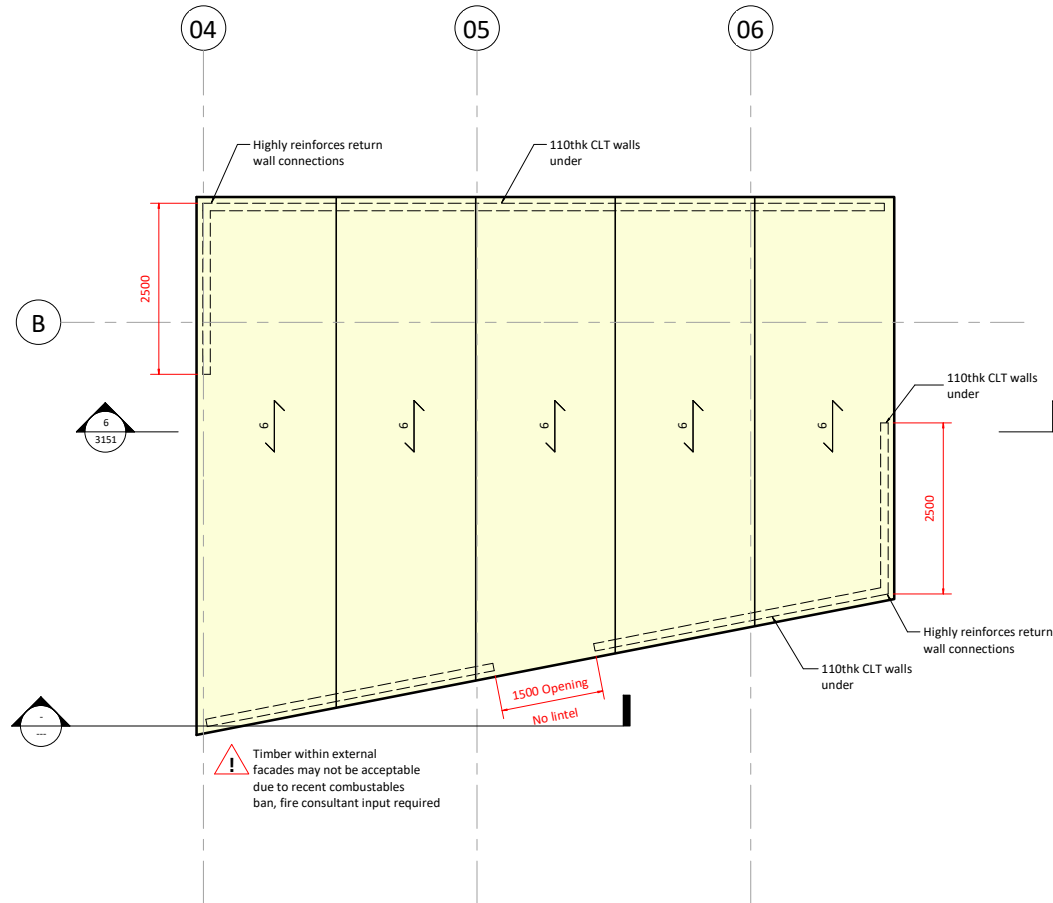 04
05
06
Highly reinforces return
wall connections
110thk CLT walls
under
2500
B
110thk CLT walls
under
6
3151
6
6
6
6
6
2500
Highly reinforces return
wall connections
110thk CLT walls
under
1500 Opening
No lintel
-
---
!
Timber within external
facades may not be acceptable
due to recent combustables
ban, fire consultant input required